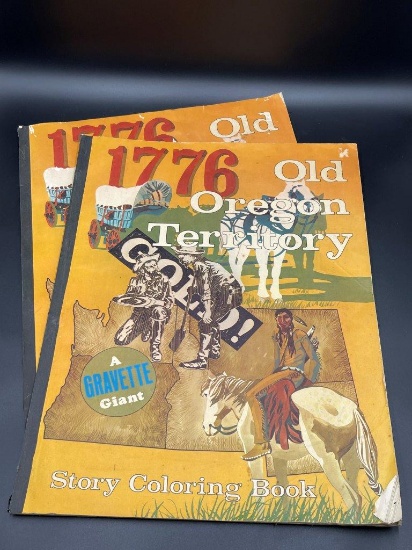 1776 Old
1776 Old
Oregon
Territory
GOLD!
A
GRAVETTE
Giant
Story Coloring Book